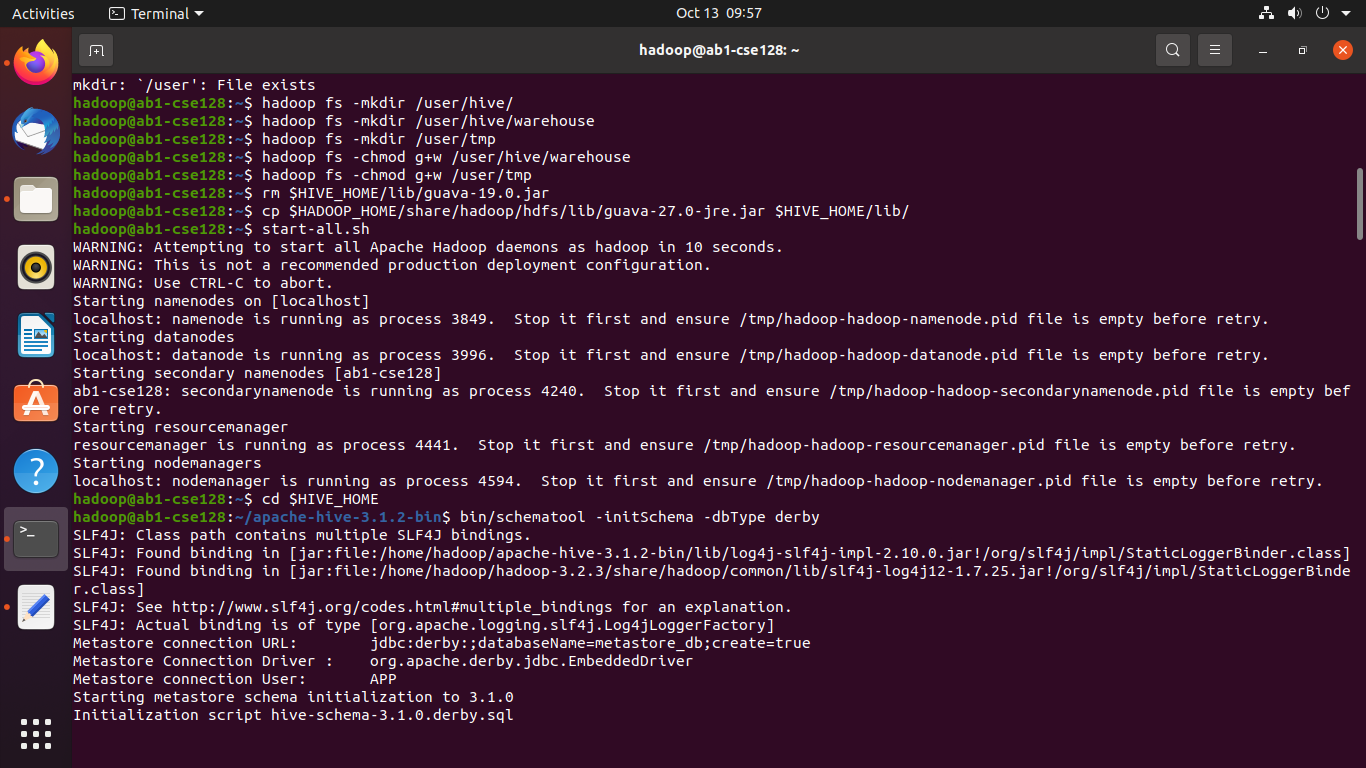 Activities
Terminal
Oct 13 09:57
hadoop@ab1-cse128: ~
mkdir: `/user': File exists
hadoop@ab1-cse128:~$ hadoop fs -mkdir /user/hive/
hadoop@ab1-cse128:~$ hadoop fs -mkdir /user/hive/warehouse
hadoop@ab1-cse128:~$ hadoop fs -mkdir /user/tmp
hadoop@ab1-cse128:~$ hadoop fs -chmod g+w /user/hive/warehouse
hadoop@ab1-cse128:~$ hadoop fs -chmod g+w /user/tmp
hadoop@ab1-cse128:~$ rm $HIVE_HOME/lib/guava-19.0.jar
hadoop@ab1-cse128:~$ cp $HADOOP_HOME/share/hadoop/hdfs/lib/guava-27.0-jre.jar $HIVE_HOME/lib/
hadoop@ab1-cse128:~$ start-all.sh
WARNING: Attempting to start all Apache Hadoop daemons as hadoop in 10 seconds.
WARNING: This is not a recommended production deployment configuration.
WARNING: Use CTRL-C to abort.
Starting namenodes on [localhost]
localhost: namenode is running as process 3849.  Stop it first and ensure /tmp/hadoop-hadoop-namenode.pid file is empty before retry.
Starting datanodes
localhost: datanode is running as process 3996.  Stop it first and ensure /tmp/hadoop-hadoop-datanode.pid file is empty before retry.
Starting secondary namenodes [ab1-cse128]
ab1-cse128: secondarynamenode is running as process 4240.  Stop it first and ensure /tmp/hadoop-hadoop-secondarynamenode.pid file is empty bef
ore retry.
Starting resourcemanager
resourcemanager is running as process 4441.  Stop it first and ensure /tmp/hadoop-hadoop-resourcemanager.pid file is empty before retry.
Starting nodemanagers
localhost: nodemanager is running as process 4594.  Stop it first and ensure /tmp/hadoop-hadoop-nodemanager.pid file is empty before retry.
hadoop@ab1-cse128:~$ cd $HIVE_HOME
hadoop@ab1-cse128:~/apache-hive-3.1.2-bin$ bin/schematool -initSchema -dbType derby
SLF4J: Class path contains multiple SLF4J bindings.
SLF4J: Found binding in [jar:file:/home/hadoop/apache-hive-3.1.2-bin/lib/log4j-slf4j-impl-2.10.0.jar!/org/slf4j/impl/StaticLoggerBinder.class]
SLF4J: Found binding in [jar:file:/home/hadoop/hadoop-3.2.3/share/hadoop/common/lib/slf4j-log4j12-1.7.25.jar!/org/slf4j/impl/StaticLoggerBinde
r.class]
SLF4J: See http://www.slf4j.org/codes.html#multiple_bindings for an explanation.
SLF4J: Actual binding is of type [org.apache.logging.slf4j.Log4jLoggerFactory]
Metastore connection URL:        jdbc:derby:;databaseName=metastore_db;create=true
Metastore Connection Driver :    org.apache.derby.jdbc.EmbeddedDriver
Metastore connection User:       APP
Starting metastore schema initialization to 3.1.0
Initialization script hive-schema-3.1.0.derby.sql